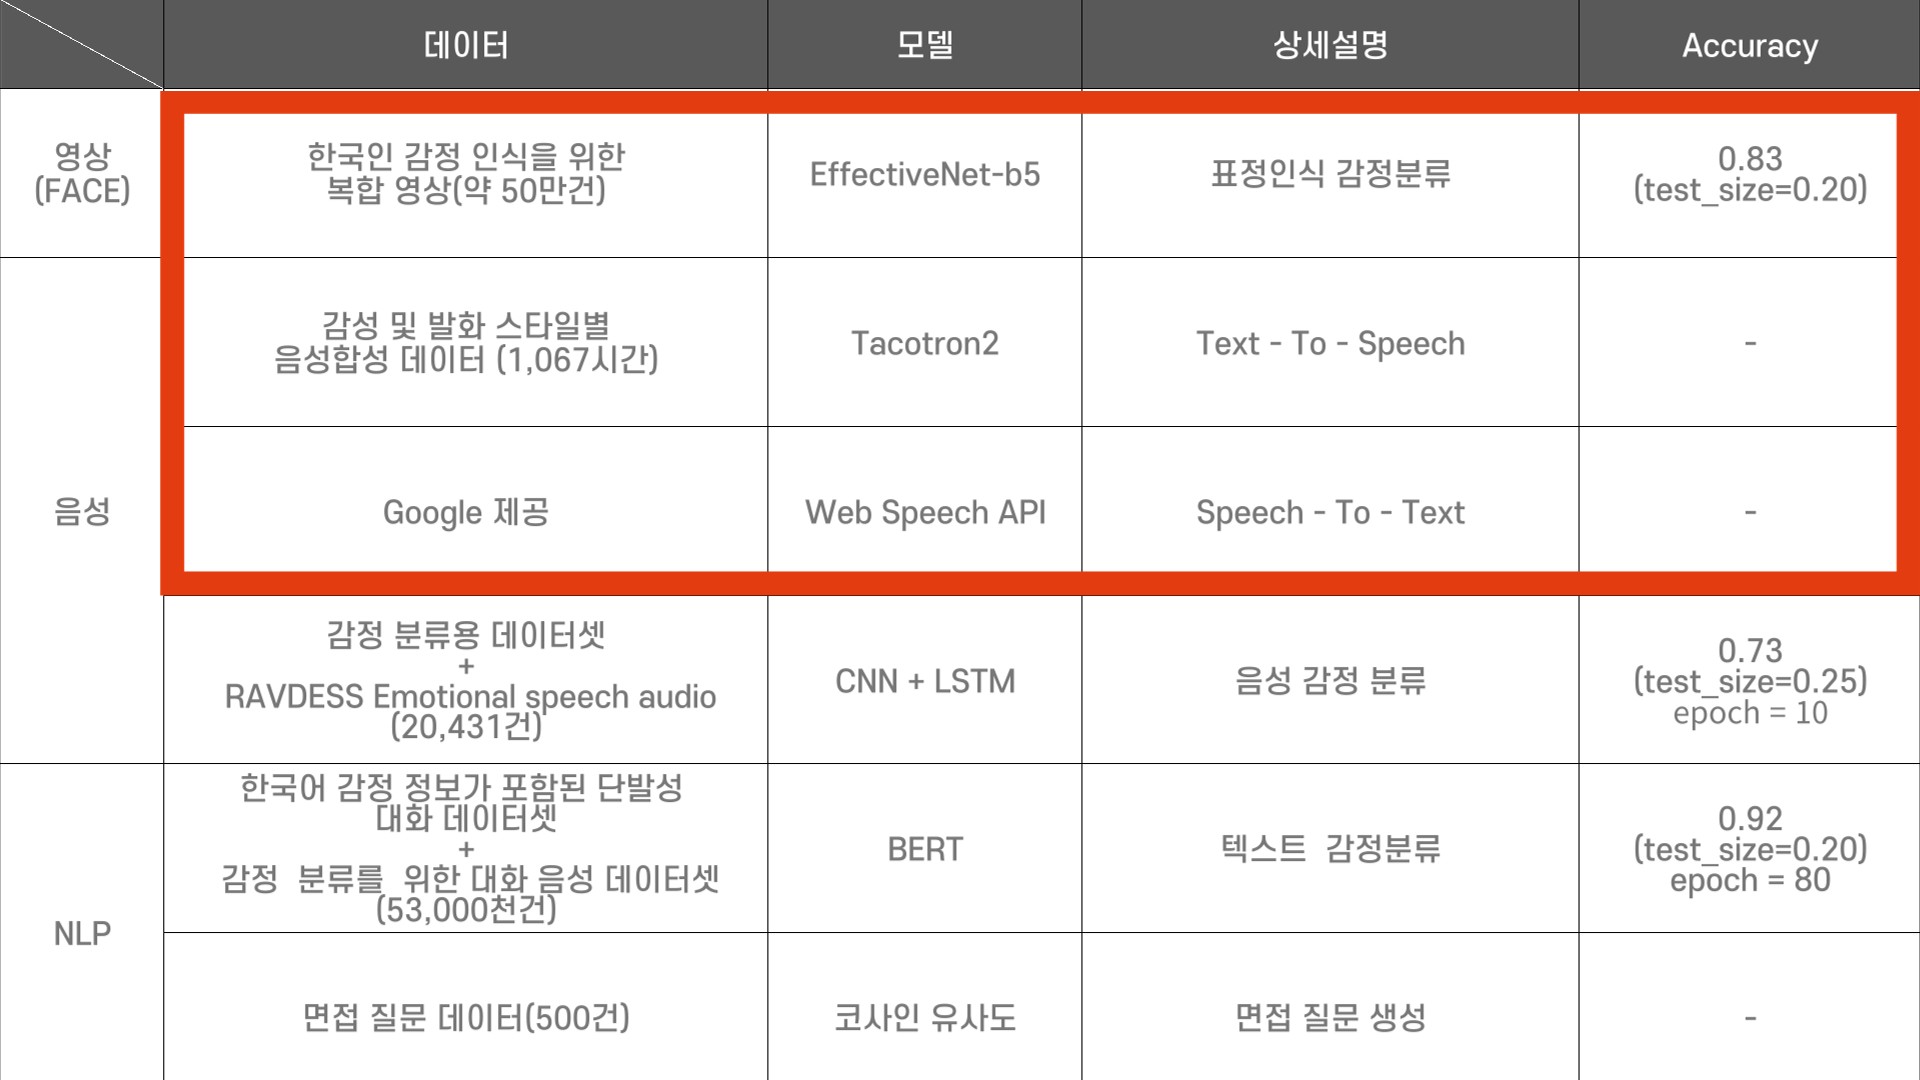 데이터
모델
상세설명
Accuracy
영상
(FACE)
한국인 감정 인식을 위한
복합 영상(약 50만건)
EffectiveNet-b5
표정인식 감정분류
0.83
(test_size=0.20)
음성
감성 및 발화 스타일별
음성합성 데이터 (1,067시간)
Tacotron2
Text - To - Speech
-
Google 제공
Web Speech API
Speech - To - Text
-
감정 분류용 데이터셋
+
RAVDESS Emotional speech audio
(20,431건)
CNN + LSTM
음성 감정 분류
0.73
(test_size=0.25)
epoch = 10
NLP
한국어 감정 정보가 포함된 단발성
대화 데이터셋
+
감정 분류를 위한 대화 음성 데이터셋
(53,000천건)
BERT
텍스트 감정분류
0.92
(test_size=0.20)
epoch = 80
면접 질문 데이터(500건)
코사인 유사도
면접 질문 생성
-